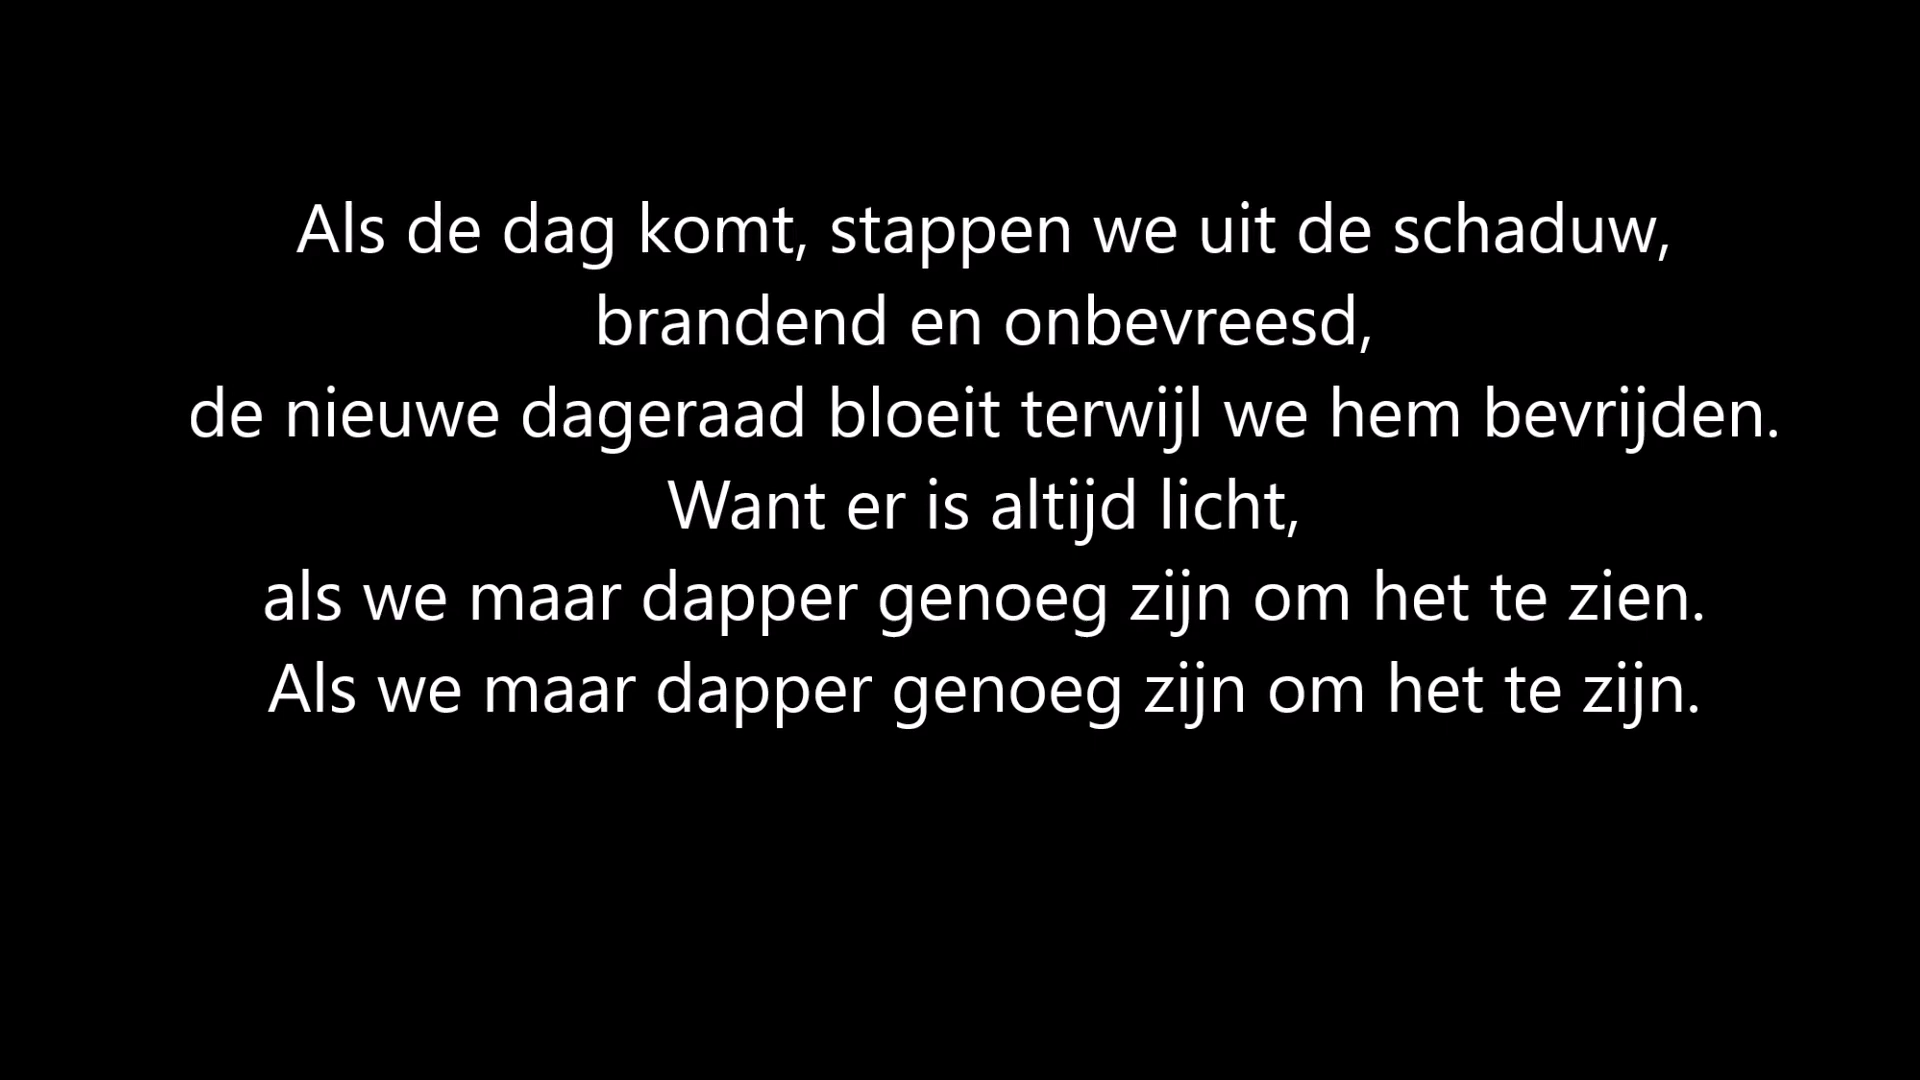 Als de dag komt, stappen we uit de schaduw,
brandend en onbevreesd,
de nieuwe dageraad bloeit terwijl we hem bevrijden.
Want er is altijd licht,
als we maar dapper genoeg zijn om het te zien.
Als we maar dapper genoeg zijn om het te zijn.